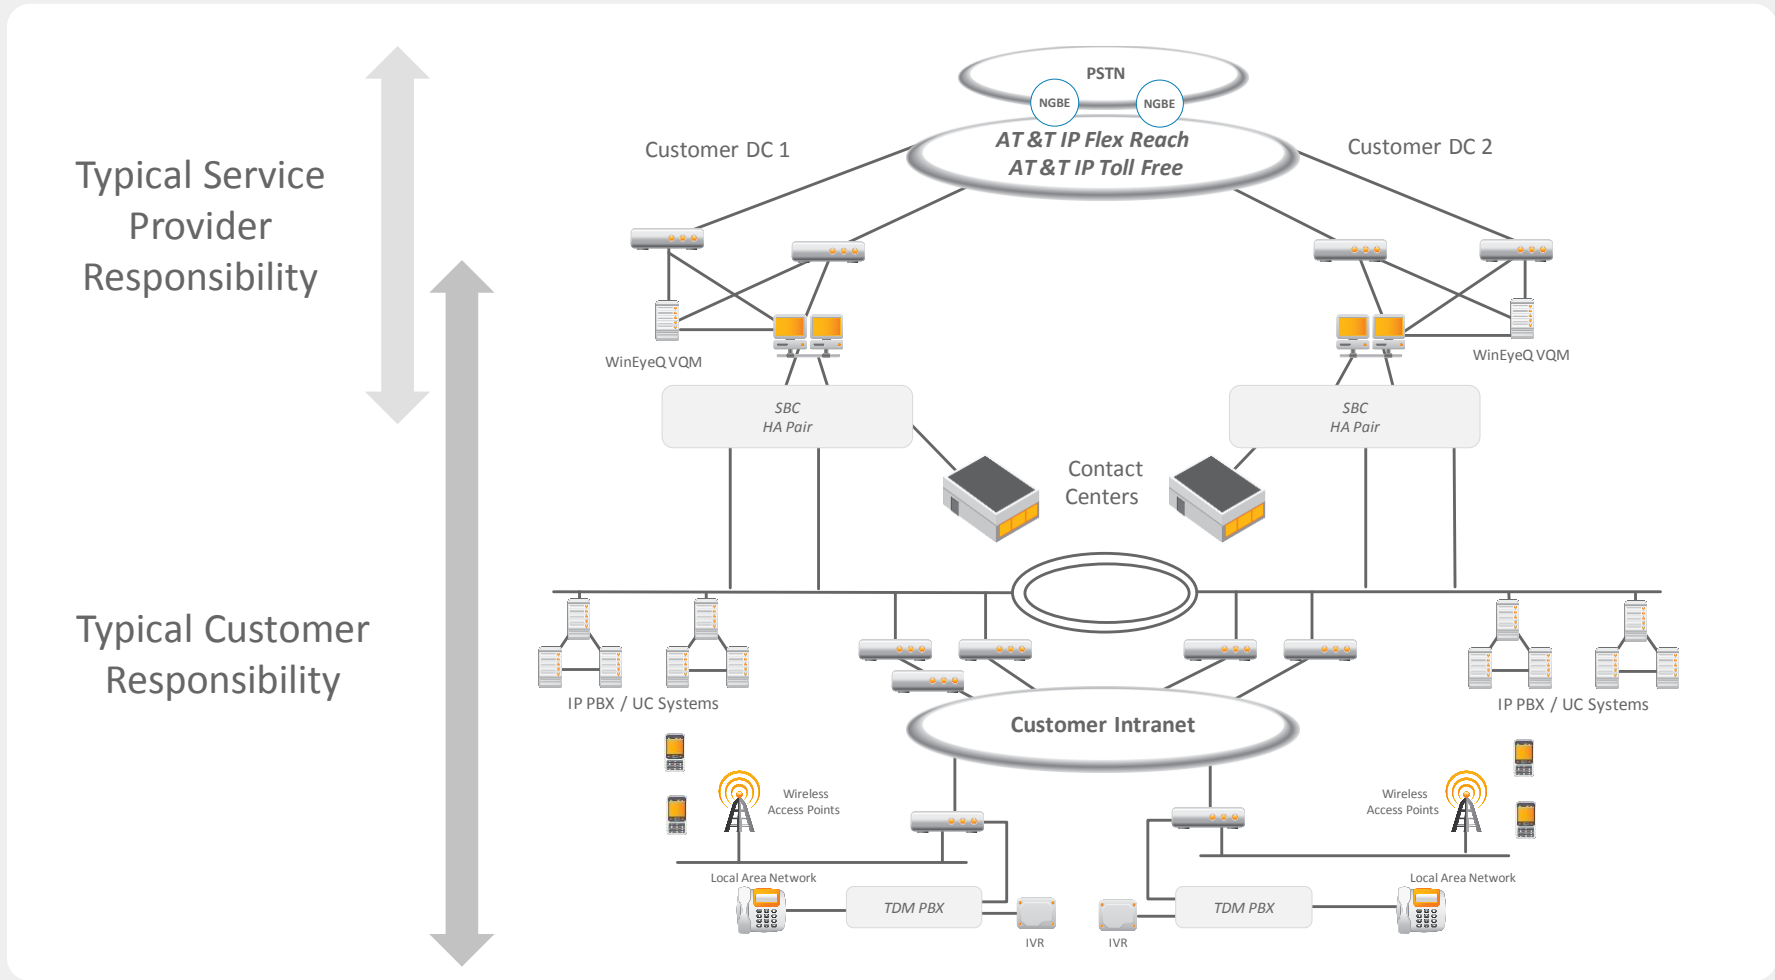 PSTN
NGBE
NGBE
AT&T IP Flex Reach
AT&T IP Toll Free
Customer DC 1
Customer DC 2
Typical Service
Provider
Responsibility
WinEyeQ VQM
WinEyeQ VQM
SBC
HA Pair
SBC
HA Pair
Contact
Centers
Typical Customer
Responsibility
IP PBX / UC Systems
IP PBX / UC Systems
Customer Intranet
Wireless
Access Points
Wireless
Access Points
Local Area Network
Local Area Network
TDM PBX
TDM PBX
IVR
IVR